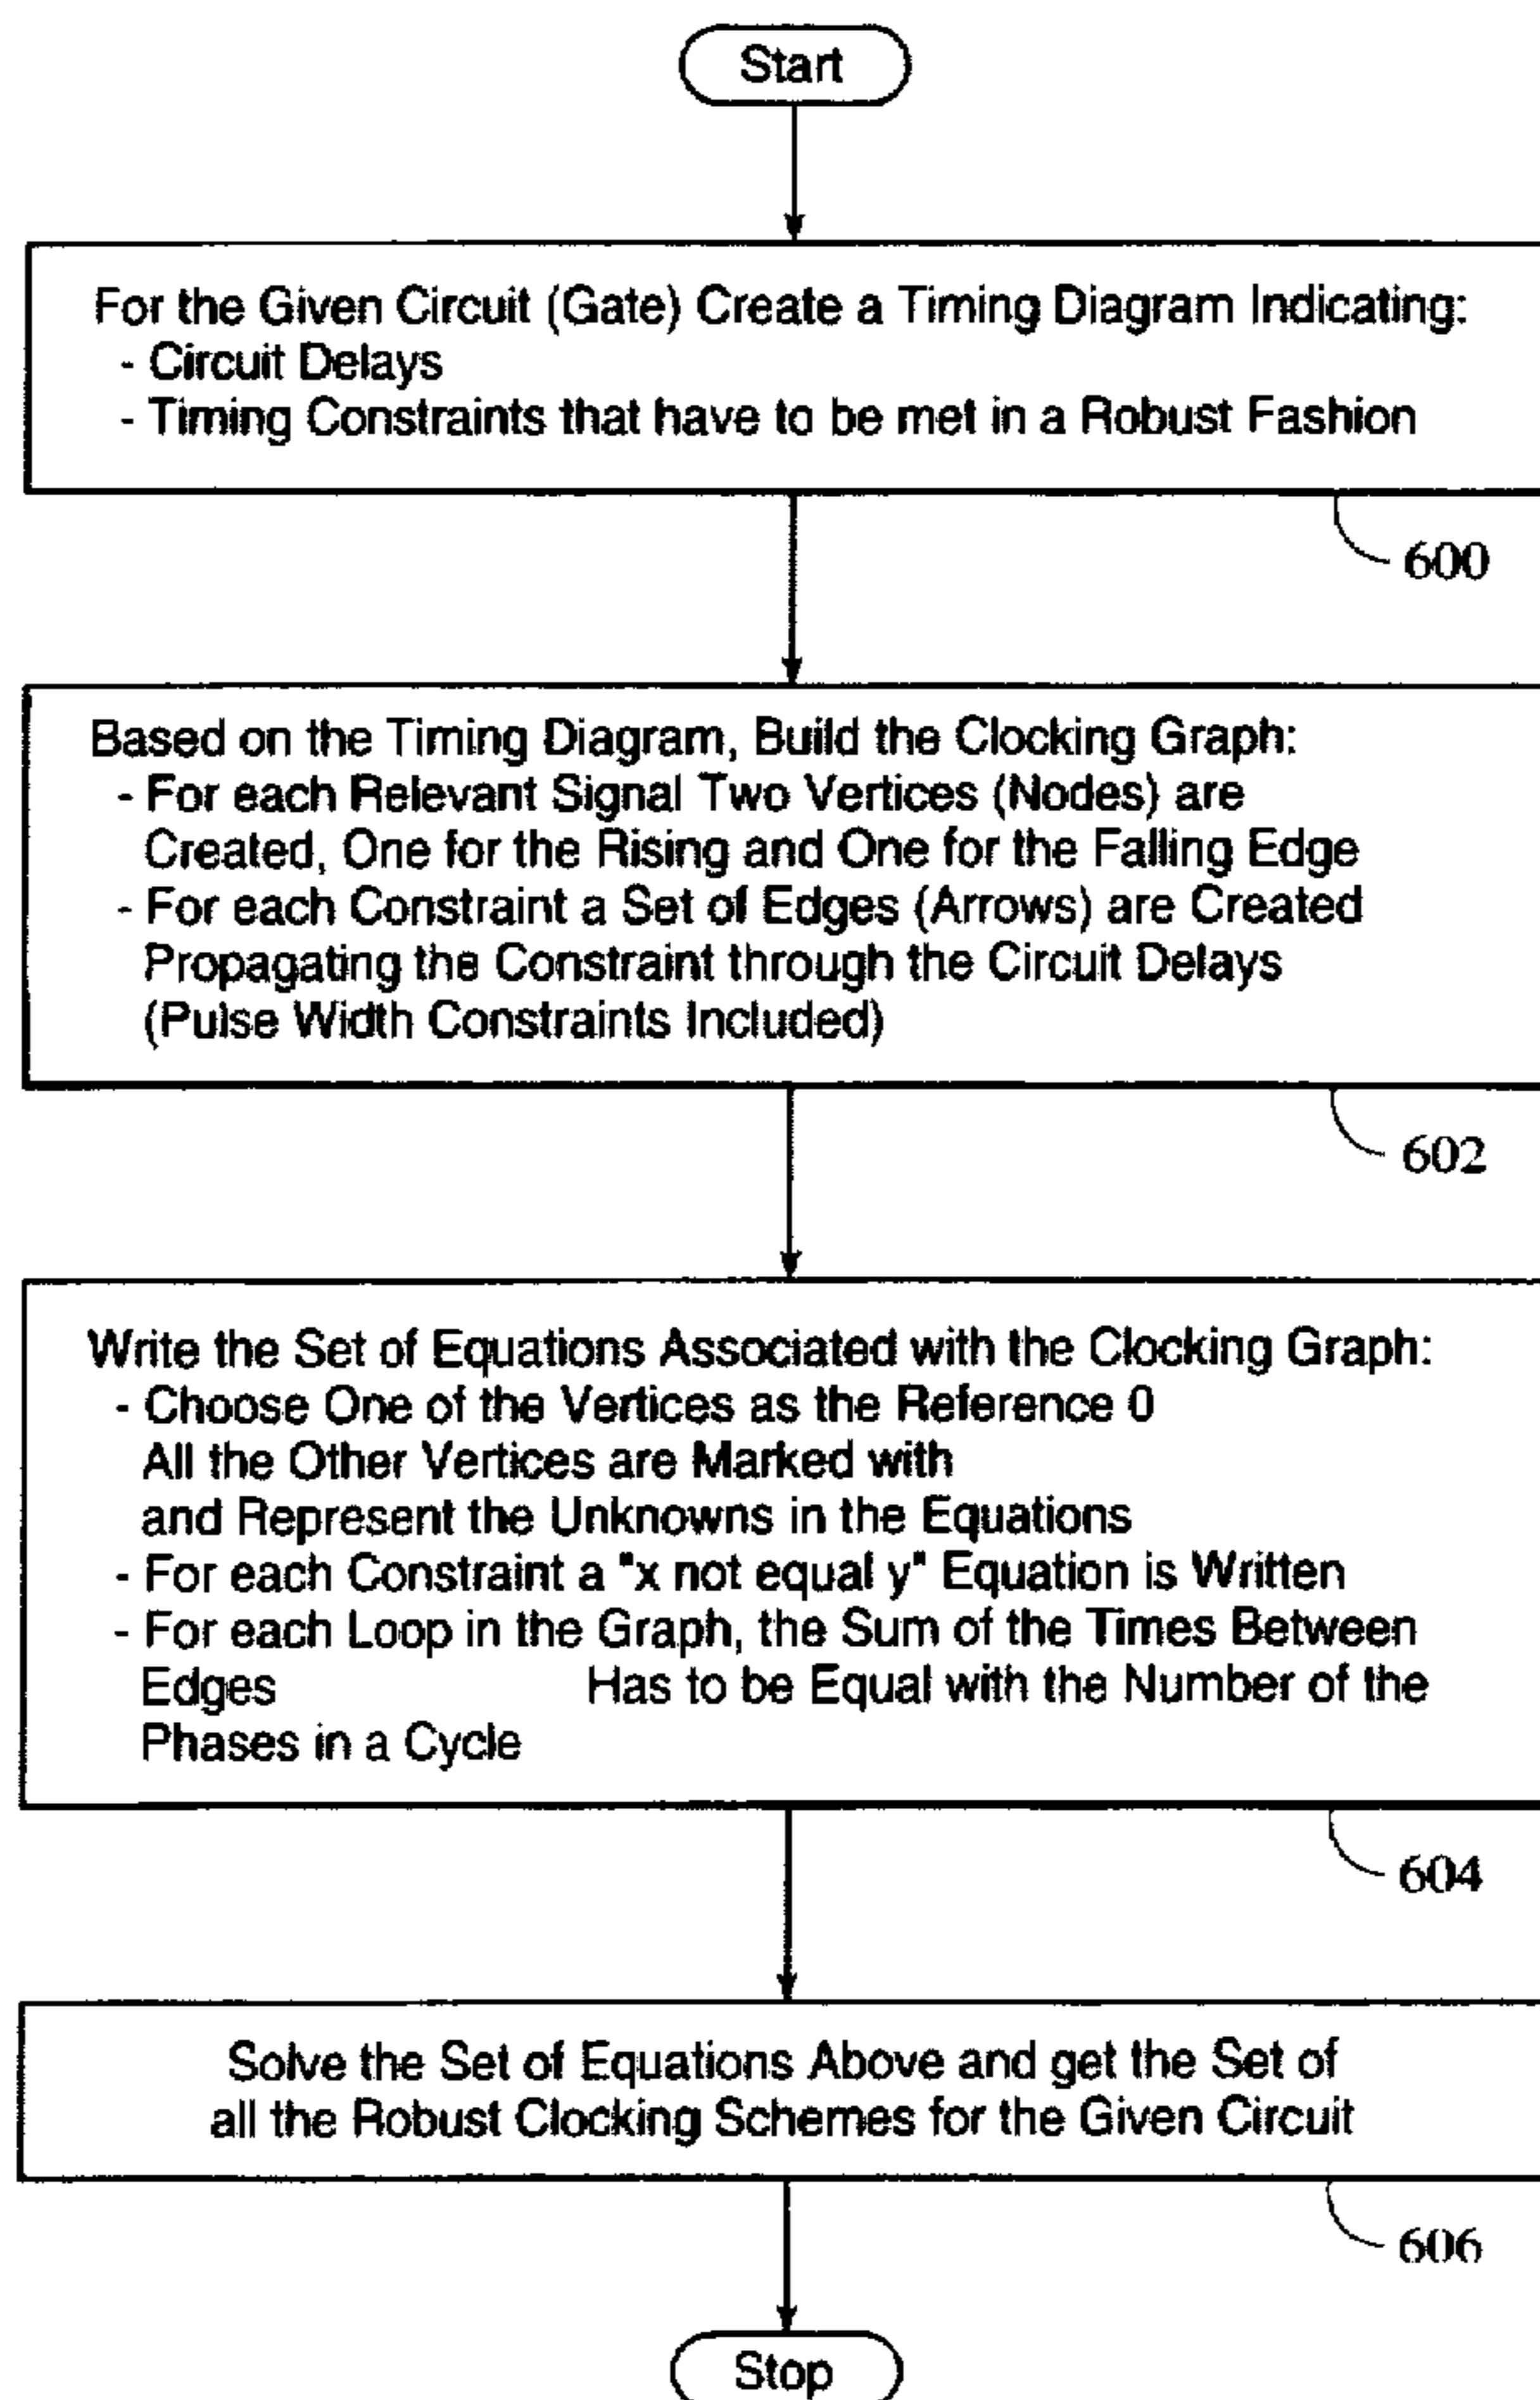 Start
For the Given Circuit (Gate) Create a Timing Diagram Indicating:
- Circuit Delays
- Timing Constraints that have to be met in a Robust Fashion
600
Based on the Timing Diagram, Build the Clocking Graph:
- For each Relevant Signal Two Vertices (Nodes) are
Created, One for the Rising and One for the Falling Edge
- For each Constraint a Set of Edges (Arrows) are Created
Propagating the Constraint through the Circuit Delays
(Pulse Width Constraints Included)
602
Write the Set of Equations Associated with the Clocking Graph:
- Choose One of the Vertices as the Reference 0
All the Other Vertices are Marked with
and Represent the Unknowns in the Equations
- For each Constraint a "x not equal y" Equation is Written
- For each Loop in the Graph, the Sum of the Times Between
Edges Has to be Equal with the Number of the
Phases in a Cycle
604
Solve the Set of Equations Above and get the Set of
all the Robust Clocking Schemes for the Given Circuit
606
Stop